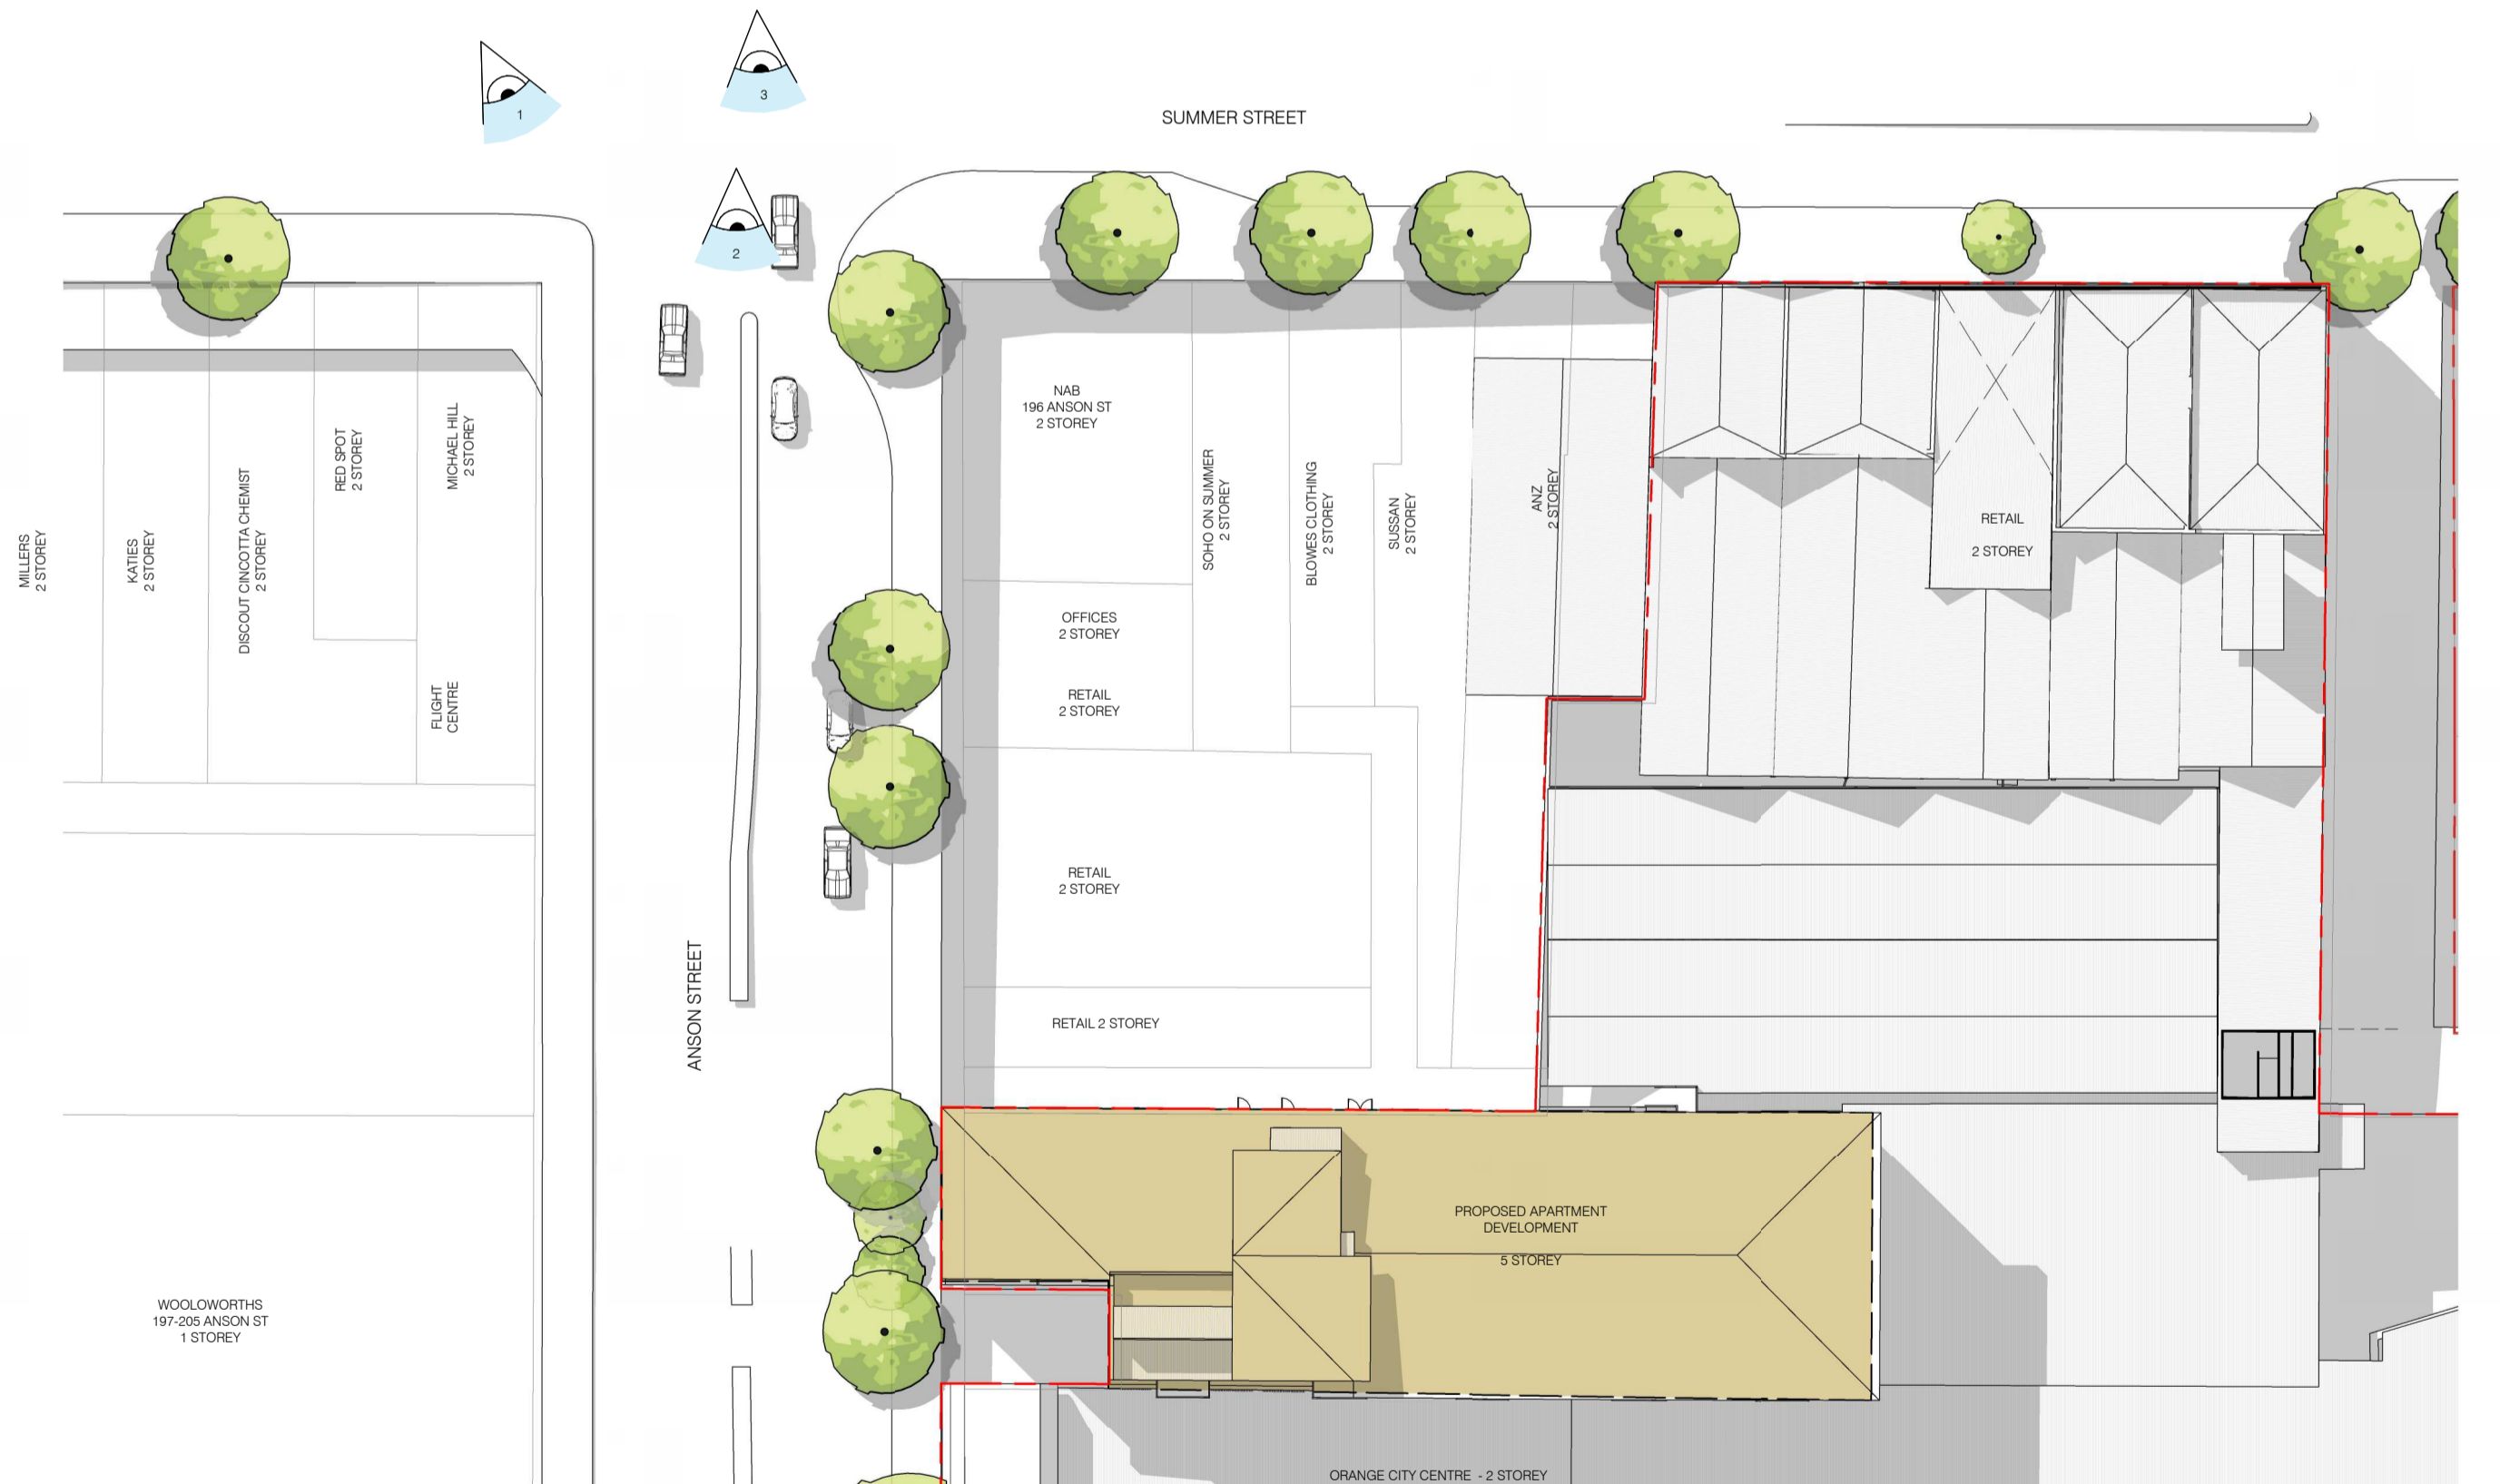 1
3
SUMMER STREET
2
NAB
196 ANSON ST
2 STOREY
MILLERS
2 STOREY
KATIES
2 STOREY
DISCOUT CINCOTTA CHEMIST
2 STOREY
RED SPOT
2 STOREY
MICHAEL HILL
2 STOREY
FLIGHT
CENTRE
SOHO ON SUMMER
2 STOREY
BLOWES CLOTHING
2 STOREY
SUSSAN
2 STOREY
ANZ
2 STOREY
RETAIL
2 STOREY
OFFICES
2 STOREY
RETAIL
2 STOREY
RETAIL
2 STOREY
ANSON STREET
RETAIL 2 STOREY
PROPOSED APARTMENT
DEVELOPMENT
5 STOREY
WOOLOWORTHS
197-205 ANSON ST
1 STOREY
ORANGE CITY CENTRE - 2 STOREY